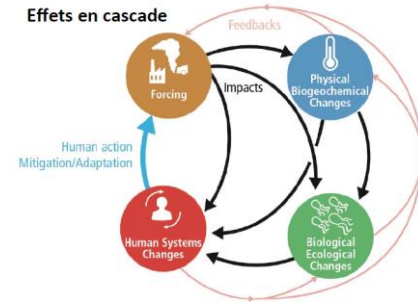 Effets en cascade
Feedbacks
Forcing
Impacts
Physical
Biogeochemical
Changes
Human action
Mitigation/Adaptation
Human Systems
Changes
Biological
Ecological
Changes